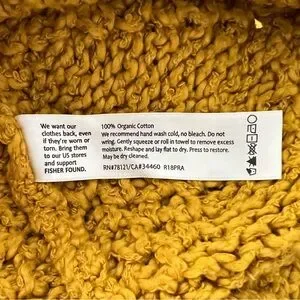 We want our
clothes back, even
if they're worn or
torn. Bring them
to our US stores
and support
FISHER FOUND.
100% Organic Cotton
We recommend hand wash cold, no bleach. Do not
wring. Gently squeeze or roll in towel to remove excess
moisture. Reshape and lay flat to dry. Press to restore.
May be dry cleaned.
RN#78121/CA#34460 R18PRA